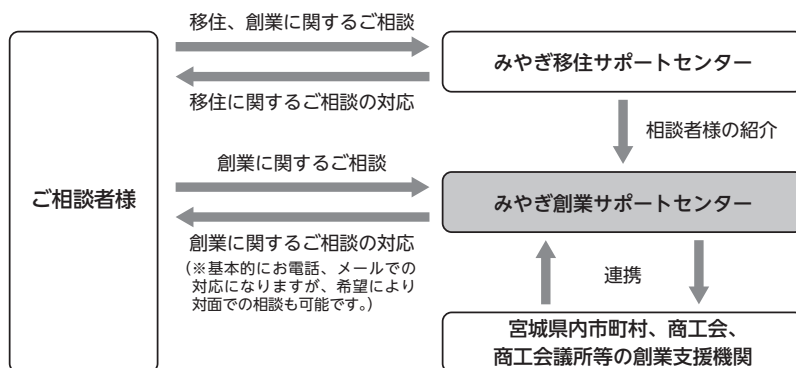 移住、創業に関するご相談
みやぎ移住サポートセンター
移住に関するご相談の対応
相談者様の紹介
ご相談者様
創業に関するご相談
みやぎ創業サポートセンター
創業に関するご相談の対応
(※基本的にお電話、メールでの
対応になりますが、希望により
対面での相談も可能です。)
連携
宮城県内市町村、商工会、
商工会議所等の創業支援機関